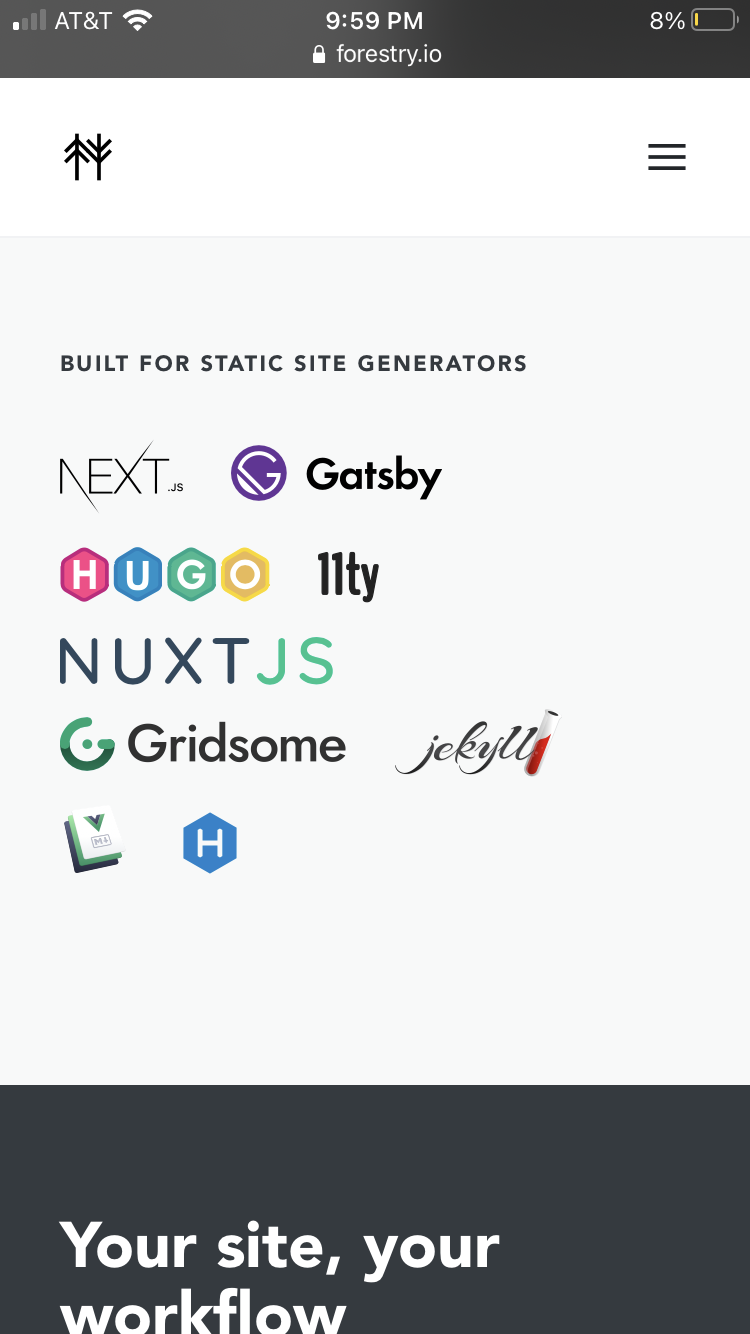 AT&T 9:59 PM 8%
forestry.io
BUILT FOR STATIC SITE GENERATORS
NEXT.JS Gatsby
HUGO 11ty
NUXTJS
Gridsome jekyll
M↓ H
Your site, your
workflow